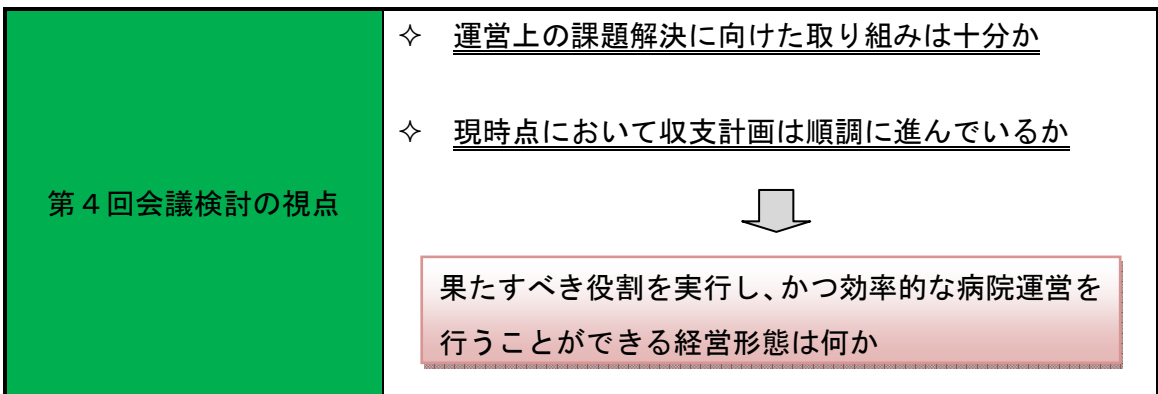 第４回会議検討の視点
✧ 運営上の課題解決に向けた取り組みは十分か
✧ 現時点において収支計画は順調に進んでいるか
果たすべき役割を実行し、かつ効率的な病院運営を
行うことができる経営形態は何か